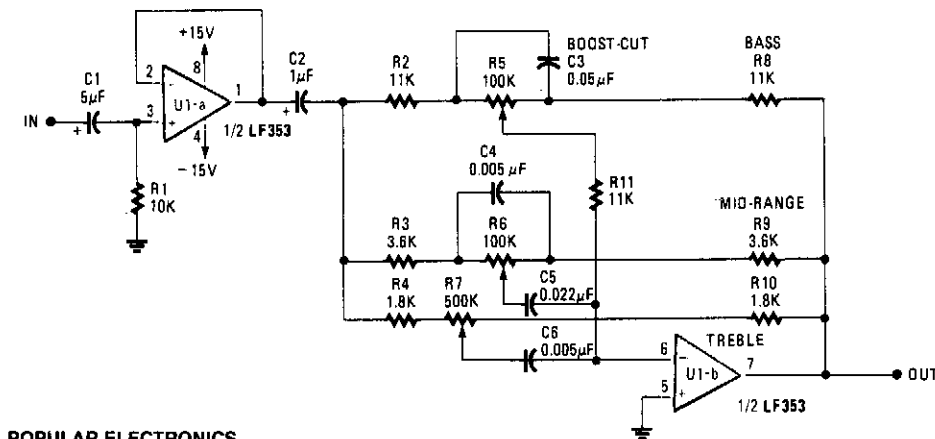 +15V
C1
5µF
IN
+
2
3
8
4
1
-
+
U1-a
1/2 LF353
-15V
R1
10K
C2
1µF
+
R2
11K
R5
100K
BOOST-CUT
C3
0.05µF
BASS
R8
11K
C4
0.005 µF
R11
11K
R3
3.6K
R6
100K
MID-RANGE
R9
3.6K
C5
0.022µF
R4
1.8K
R7
500K
R10
1.8K
C6
0.005µF
TREBLE
6
5
7
-
+
U1-b
OUT
1/2 LF353
POPULAR ELECTRONICS